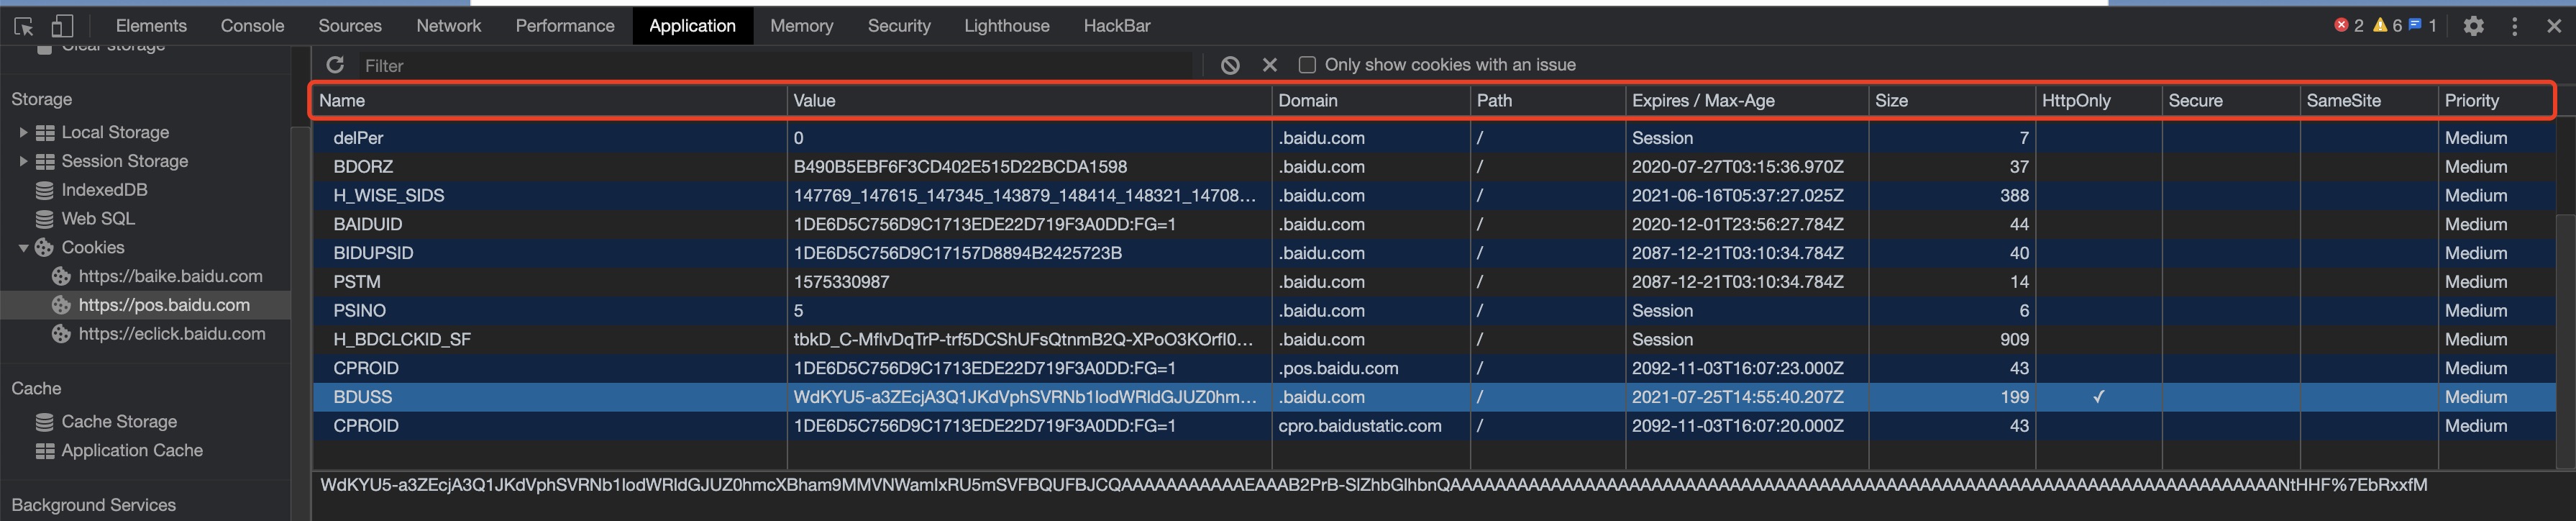 Elements Console Sources Network Performance Application Memory Security Lighthouse HackBar 2 6 1
Clear storage
Filter Only show cookies with an issue
Storage
Local Storage
Session Storage
IndexedDB
Web SQL
Cookies
https://baike.baidu.com
https://pos.baidu.com
https://eclick.baidu.com
Cache
Cache Storage
Application Cache
Background Services
Name Value Domain Path Expires / Max-Age Size HttpOnly Secure SameSite Priority
delPer 0 .baidu.com / Session 7 Medium
BDORZ B490B5EBF6F3CD402E515D22BCDA1598 .baidu.com / 2020-07-27T03:15:36.970Z 37 Medium
H_WISE_SIDS 147769_147615_147345_143879_148414_148321_14708... .baidu.com / 2021-06-16T05:37:27.025Z 388 Medium
BAIDUID 1DE6D5C756D9C1713EDE22D719F3A0DD:FG=1 .baidu.com / 2020-12-01T23:56:27.784Z 44 Medium
BIDUPSID 1DE6D5C756D9C17157D8894B2425723B .baidu.com / 2087-12-21T03:10:34.784Z 40 Medium
PSTM 1575330987 .baidu.com / 2087-12-21T03:10:34.784Z 14 Medium
PSINO 5 .baidu.com / Session 6 Medium
H_BDCLCKID_SF tbkD_C-MflvDqTrP-trf5DCShUFsQtnmB2Q-XPoO3KOrfI0... .baidu.com / Session 909 Medium
CPROID 1DE6D5C756D9C1713EDE22D719F3A0DD:FG=1 .pos.baidu.com / 2092-11-03T16:07:23.000Z 43 Medium
BDUSS WdKYU5-a3ZEcjA3Q1JKdVphSVRNb1lodWRldGJUZ0hm... .baidu.com / 2021-07-25T14:55:40.207Z 199 ✓ Medium
CPROID 1DE6D5C756D9C1713EDE22D719F3A0DD:FG=1 cpro.baidustatic.com / 2092-11-03T16:07:20.000Z 43 Medium